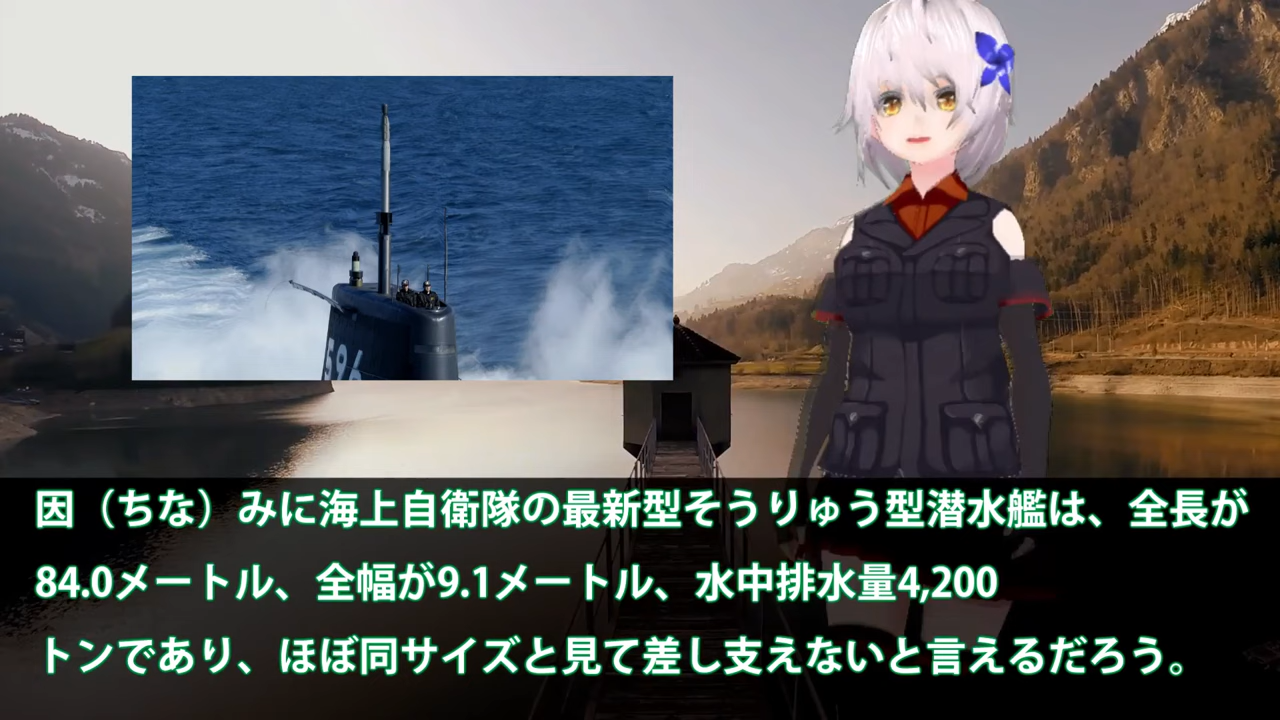 596
因（ちな）みに海上自衛隊の最新型そうりゅう型潜水艦は、全長が
84.0メートル、全幅が9.1メートル、水中排水量4,200
トンであり、ほぼ同サイズと見て差し支えないと言えるだろう。